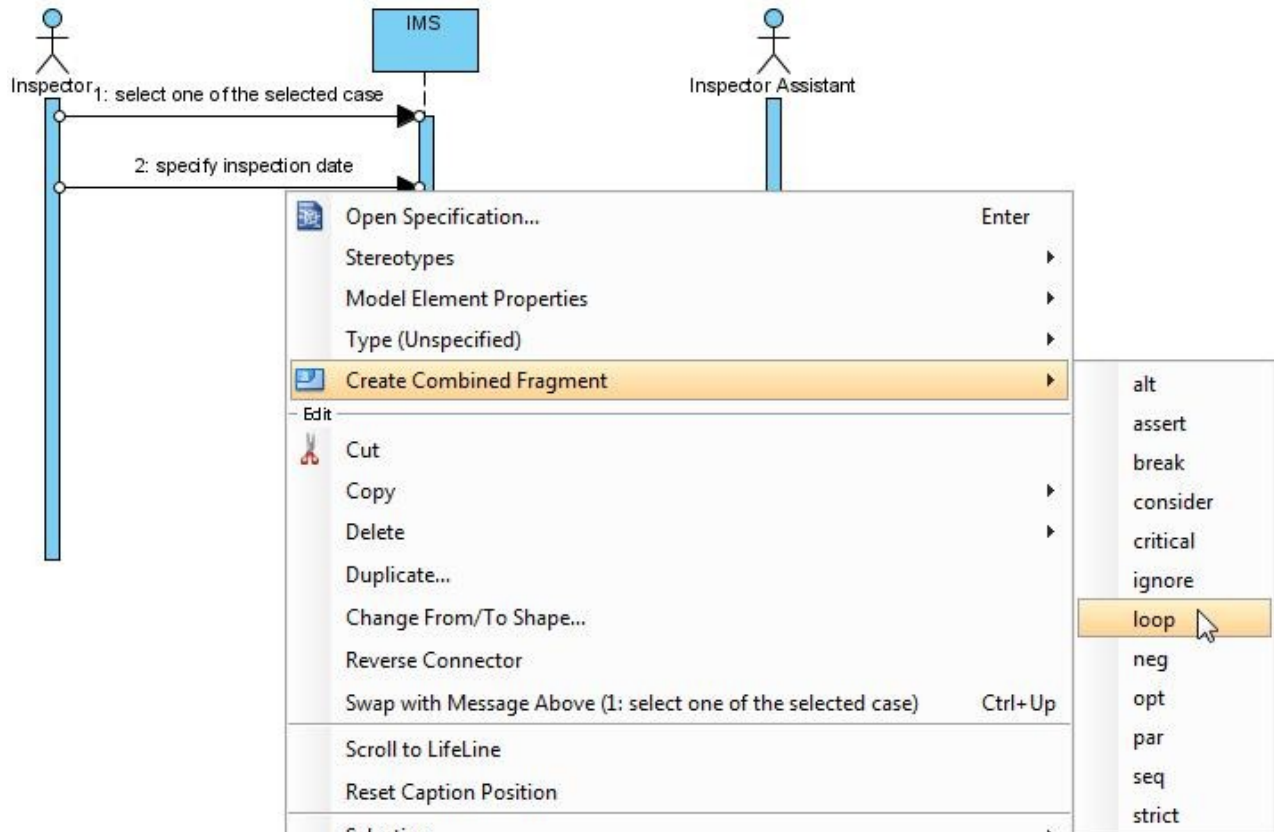 IMS
Inspector
Inspector Assistant
1: select one of the selected case
2: specify inspection date
Open Specification... Enter
Stereotypes
Model Element Properties
Type (Unspecified)
Create Combined Fragment
Edit
Cut
Copy
Delete
Duplicate...
Change From/To Shape...
Reverse Connector
Swap with Message Above (1: select one of the selected case) Ctrl+Up
Scroll to LifeLine
Reset Caption Position
alt
assert
break
consider
critical
ignore
loop
neg
opt
par
seq
strict